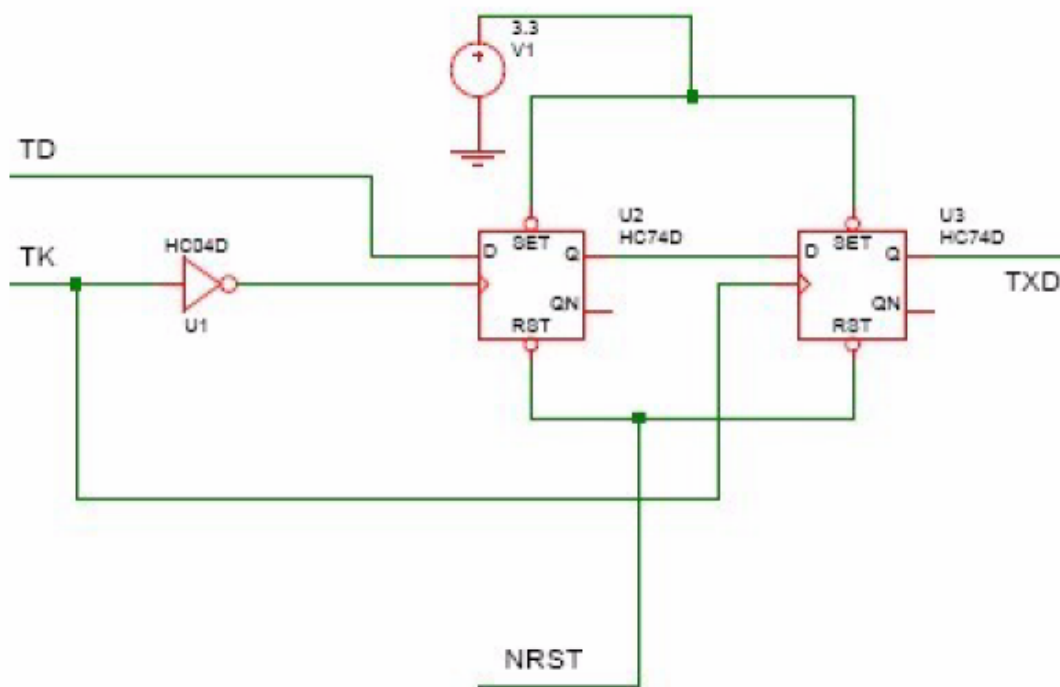 3.3
V1
TD
TK
HC04D
U1
U2
HC74D
U3
HC74D
D
SET
Q
QN
RST
D
SET
Q
QN
RST
TXD
NRST